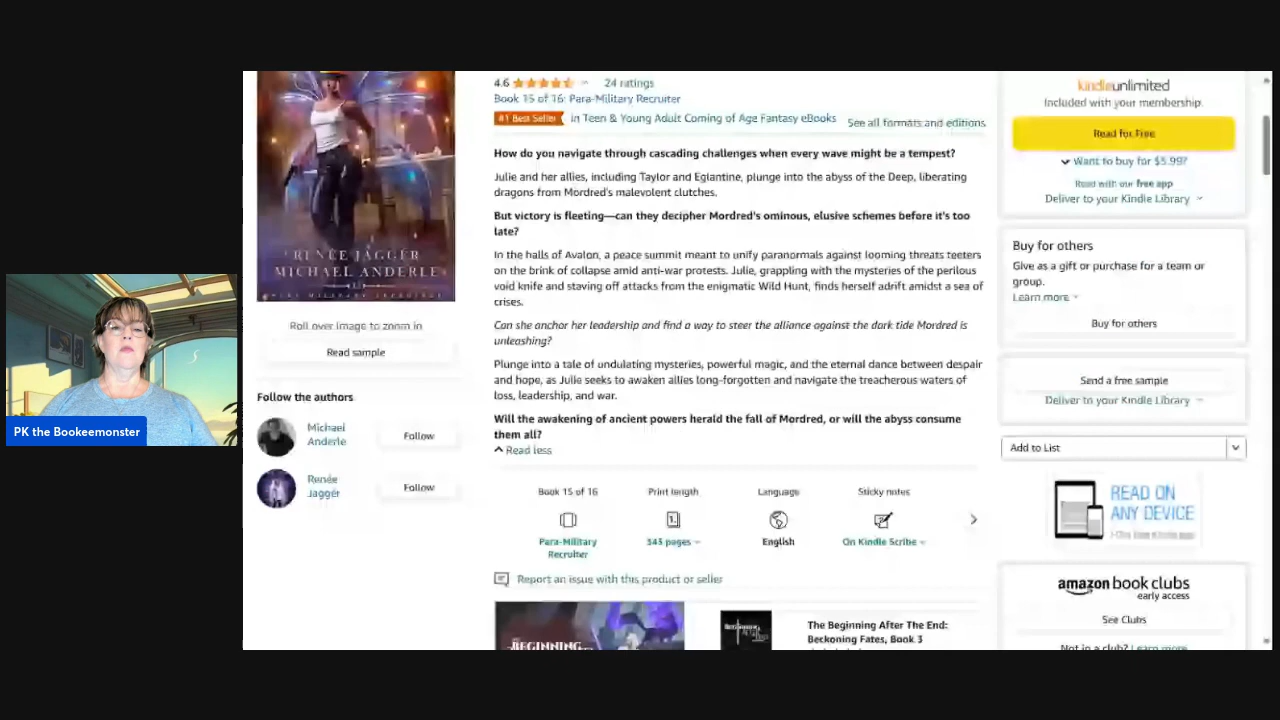 PK the Bookeemonster
RENÉE JAGGER
MICHAEL ANDERLE
Roll over image to zoom in
Read sample
Follow the authors
Michael
Anderle
Follow
Renée
Jagger
Follow
4.6
24 ratings
Book 15 of 16: Para-Military Recruiter
#1 Best Seller in Teen & Young Adult Coming of Age Fantasy eBooks
See all formats and editions
How do you navigate through cascading challenges when every wave might be a tempest?
Julie and her allies, including Taylor and Eglantine, plunge into the abyss of the Deep, liberating
dragons from Mordred's malevolent clutches.
But victory is fleeting—can they decipher Mordred's ominous, elusive schemes before it's too
late?
In the halls of Avalon, a peace summit meant to unify paranormals against looming threats teeters
on the brink of collapse amid anti-war protests. Julie, grappling with the mysteries of the perilous
void knife and staving off attacks from the enigmatic Wild Hunt, finds herself adrift amidst a sea of
crises.
Can she anchor her leadership and find a way to steer the alliance against the dark tide Mordred is
unleashing?
Plunge into a tale of undulating mysteries, powerful magic, and the eternal dance between despair
and hope, as Julie seeks to awaken allies long-forgotten and navigate the treacherous waters of
loss, leadership, and war.
Will the awakening of ancient powers herald the fall of Mordred, or will the abyss consume
them all?
Read less
Book 15 of 16
Para-Military
Recruiter
Print length
345 pages
Language
English
Sticky notes
On Kindle Scribe
Report an issue with this product or seller
BEGINNING
The Beginning After The End:
Beckoning Fates, Book 3
kindleunlimited
Included with your membership.
Read for Free
Want to buy for $5.99?
Read with our free app
Deliver to your Kindle Library
Buy for others
Give as a gift or purchase for a team or
group.
Learn more
Buy for others
Send a free sample
Deliver to your Kindle Library
Add to List
READ ON
ANY DEVICE
amazon book clubs
early access
See Clubs
Not in a club? Learn more